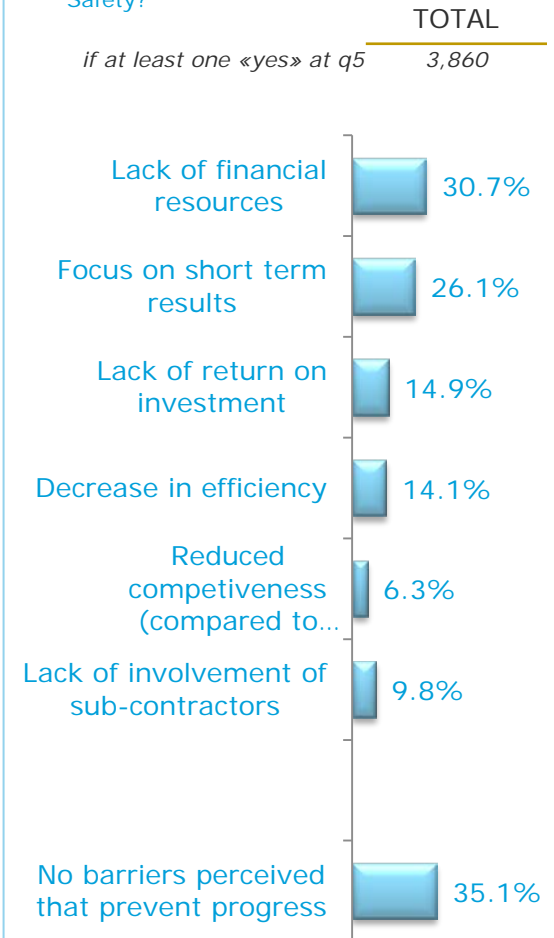 Safety?
TOTAL
if at least one «yes» at q5 3,860
Lack of financial
resources
30.7%
Focus on short term
results
26.1%
Lack of return on
investment
14.9%
Decrease in efficiency
14.1%
Reduced
competiveness
(compared to...
6.3%
Lack of involvement of
sub-contractors
9.8%
No barriers perceived
that prevent progress
35.1%